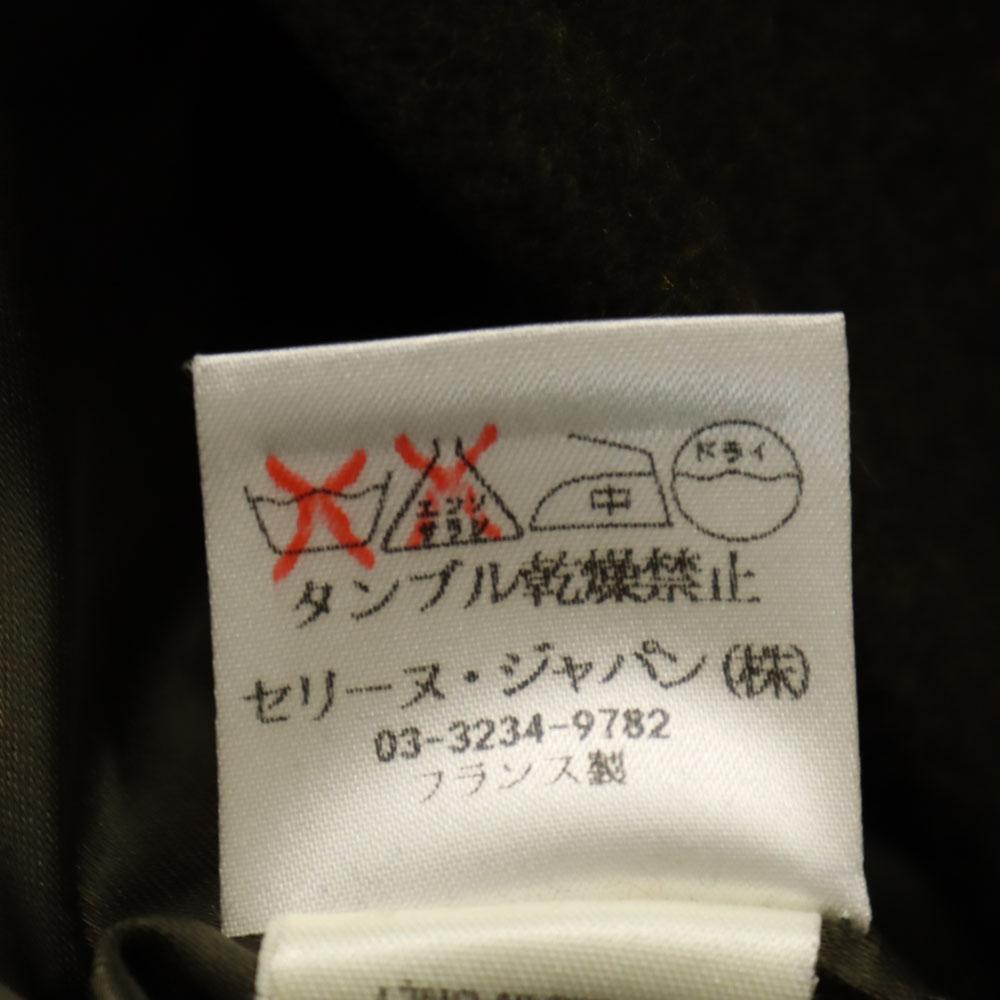 エンソ サラシ 中 ドライ
タンブル乾燥禁止
セリーヌ・ジャパン(株)
03-3234-9782
フランス製